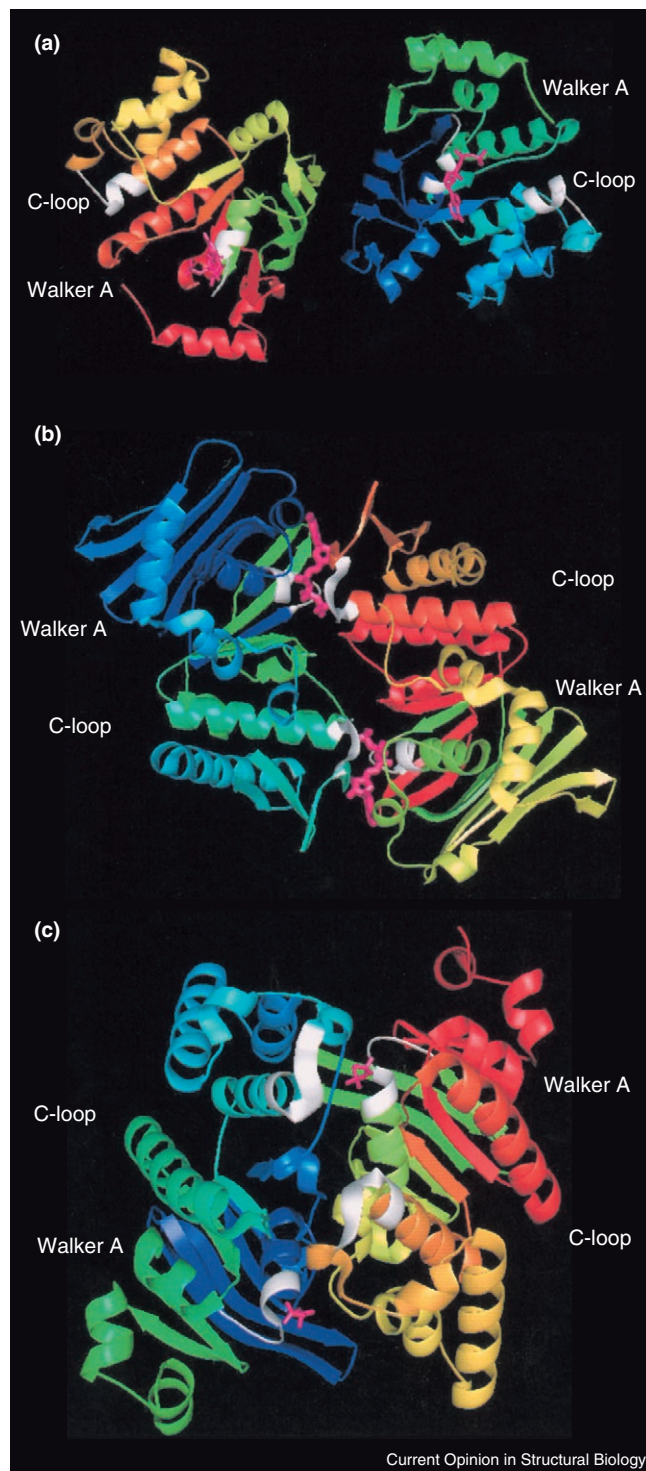 (a)
Walker A
C-loop
C-loop
Walker A
(b)
C-loop
Walker A
Walker A
C-loop
(c)
Walker A
C-loop
Walker A
C-loop
Current Opinion in Structural Biology